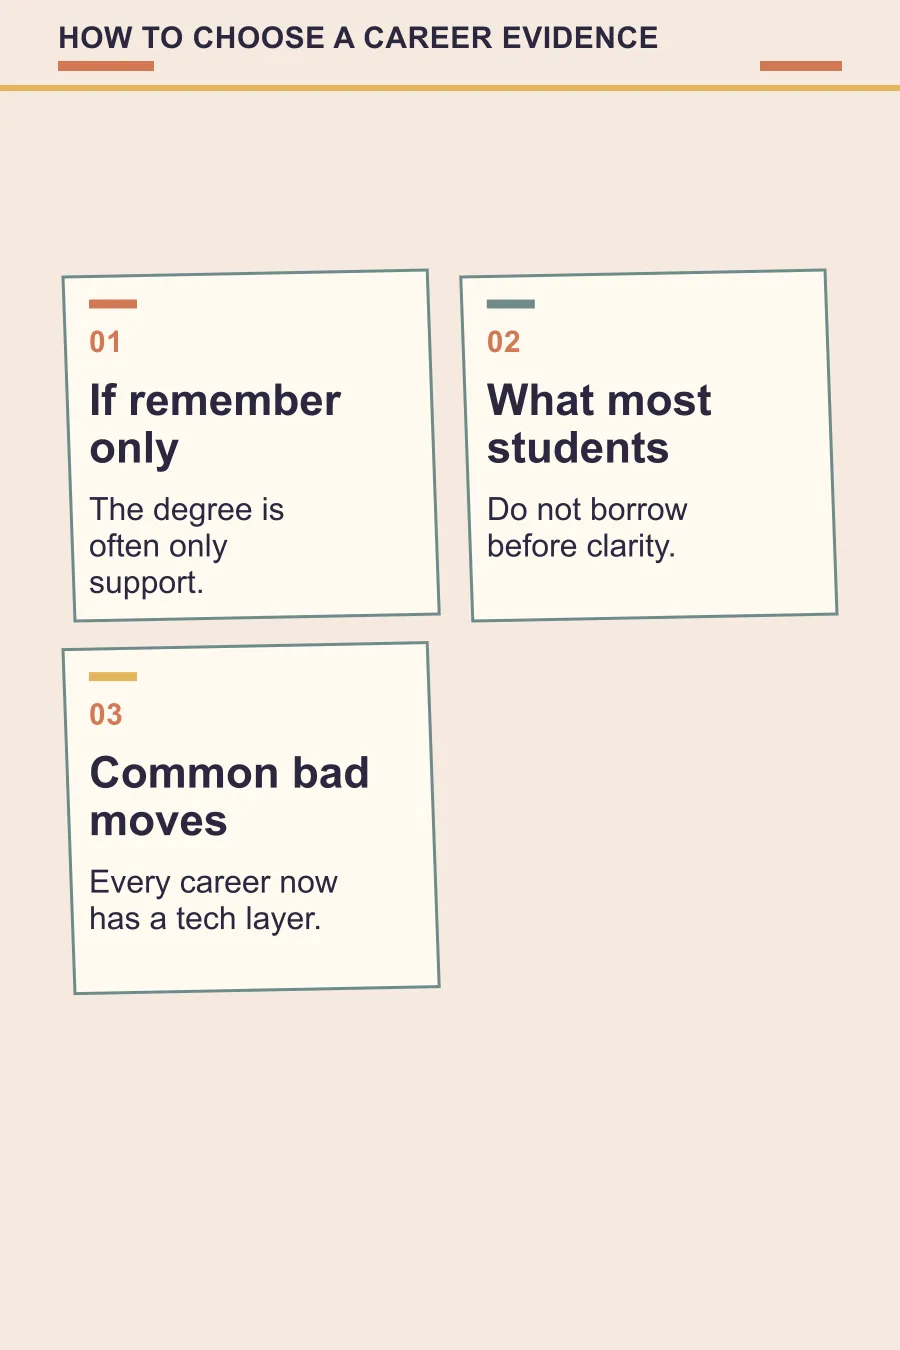 HOW TO CHOOSE A CAREER EVIDENCE
01
If remember
only
The degree is
often only
support.
02
What most
students
Do not borrow
before clarity.
03
Common bad
moves
Every career now
has a tech layer.